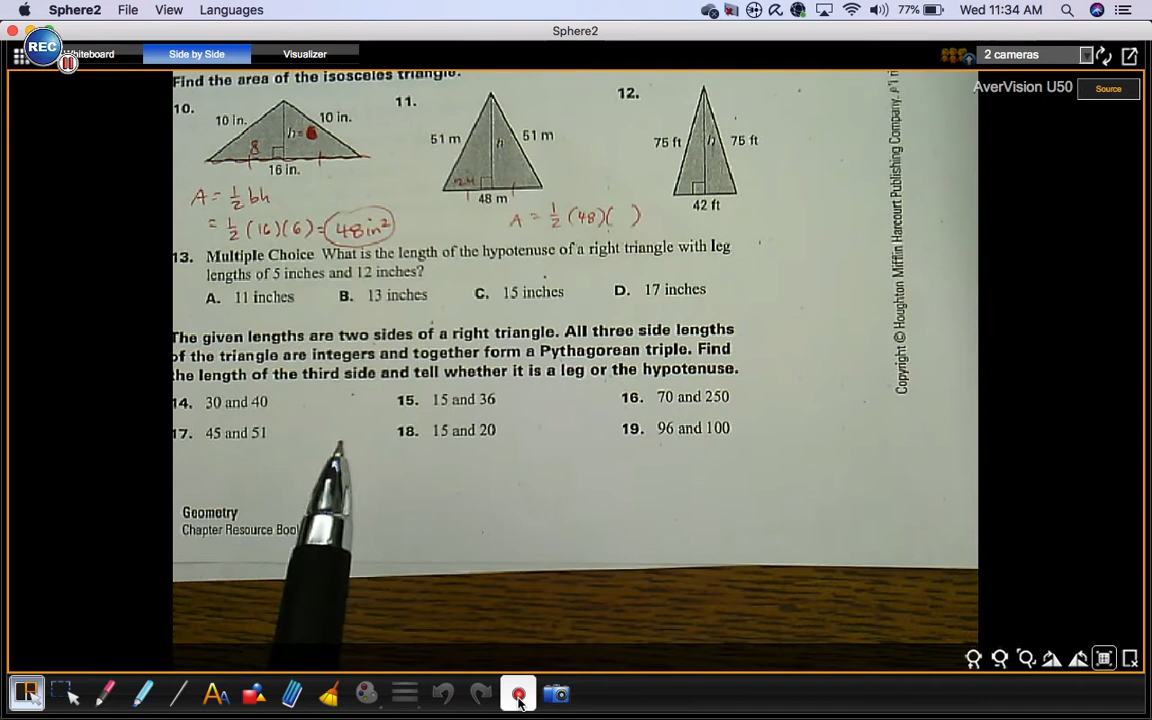 Sphere2 File View Languages 77% Wed 11:34 AM
Sphere2
REC
Whiteboard Side by Side Visualizer 2 cameras
AverVision U50 Source
Find the area of the isosceles triangle.
10. 10 in. 10 in. h= 6 8 16 in.
11. 51 m 51 m h 24 48 m
12. 75 ft 75 ft h 42 ft
A = 1/2 bh
= 1/2 (16)(6) = 48 in²
A = 1/2 (48)( )
13. Multiple Choice What is the length of the hypotenuse of a right triangle with leg
lengths of 5 inches and 12 inches?
A. 11 inches B. 13 inches C. 15 inches D. 17 inches
The given lengths are two sides of a right triangle. All three side lengths
of the triangle are integers and together form a Pythagorean triple. Find
the length of the third side and tell whether it is a leg or the hypotenuse.
14. 30 and 40 15. 15 and 36 16. 70 and 250
17. 45 and 51 18. 15 and 20 19. 96 and 100
Geometry
Chapter Resource Boo
Copyright © Houghton Mifflin Harcourt Publishing Company.